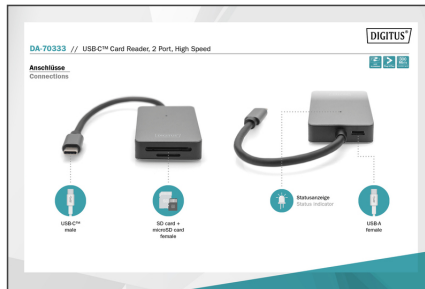 DIGITUS®
DA-70333 // USB-C™ Card Reader, 2 Port, High Speed
Anschlüsse
Connections
USB-C™
male
SD card +
microSD card
female
Statusanzeige
Status indicator
USB-A
female